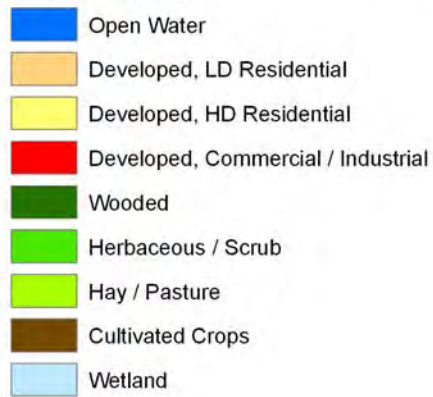 Open Water
Developed, LD Residential
Developed, HD Residential
Developed, Commercial / Industrial
Wooded
Herbaceous / Scrub
Hay / Pasture
Cultivated Crops
Wetland